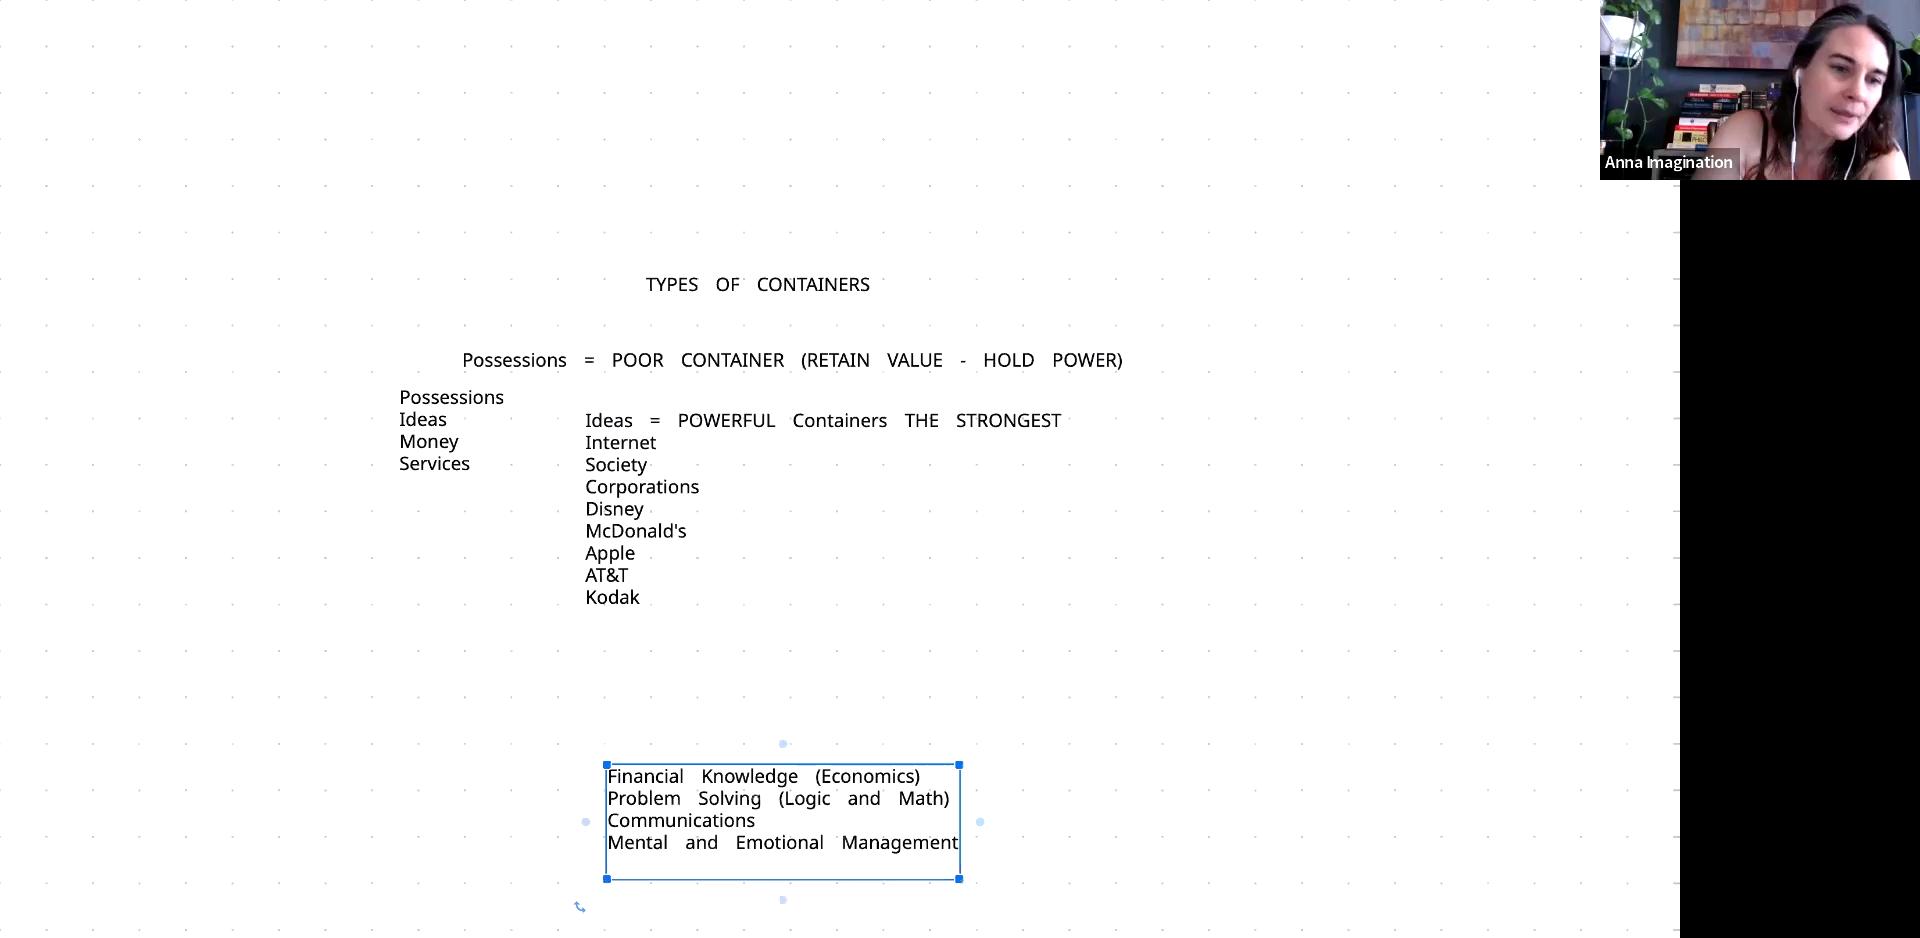 Anna Imagination
TYPES OF CONTAINERS
Possessions = POOR CONTAINER (RETAIN VALUE - HOLD POWER)
Possessions
Ideas
Money
Services
Ideas = POWERFUL Containers THE STRONGEST
Internet
Society
Corporations
Disney
McDonald's
Apple
AT&T
Kodak
Financial Knowledge (Economics)
Problem Solving (Logic and Math)
Communications
Mental and Emotional Management